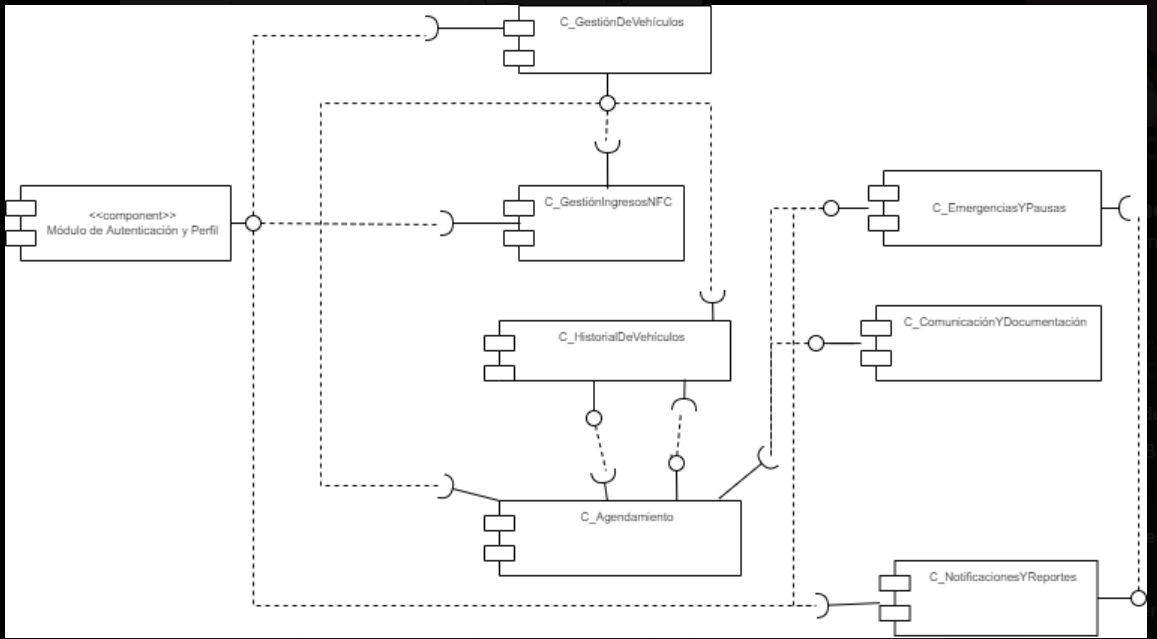 C_GestiónDeVehículos
<<component>>
Módulo de Autenticación y Perfil
C_GestiónIngresosNFC
C_EmergenciasYPausas
C_HistorialDeVehículos
C_ComunicaciónYDocumentación
C_Agendamiento
C_NotificacionesYReportes